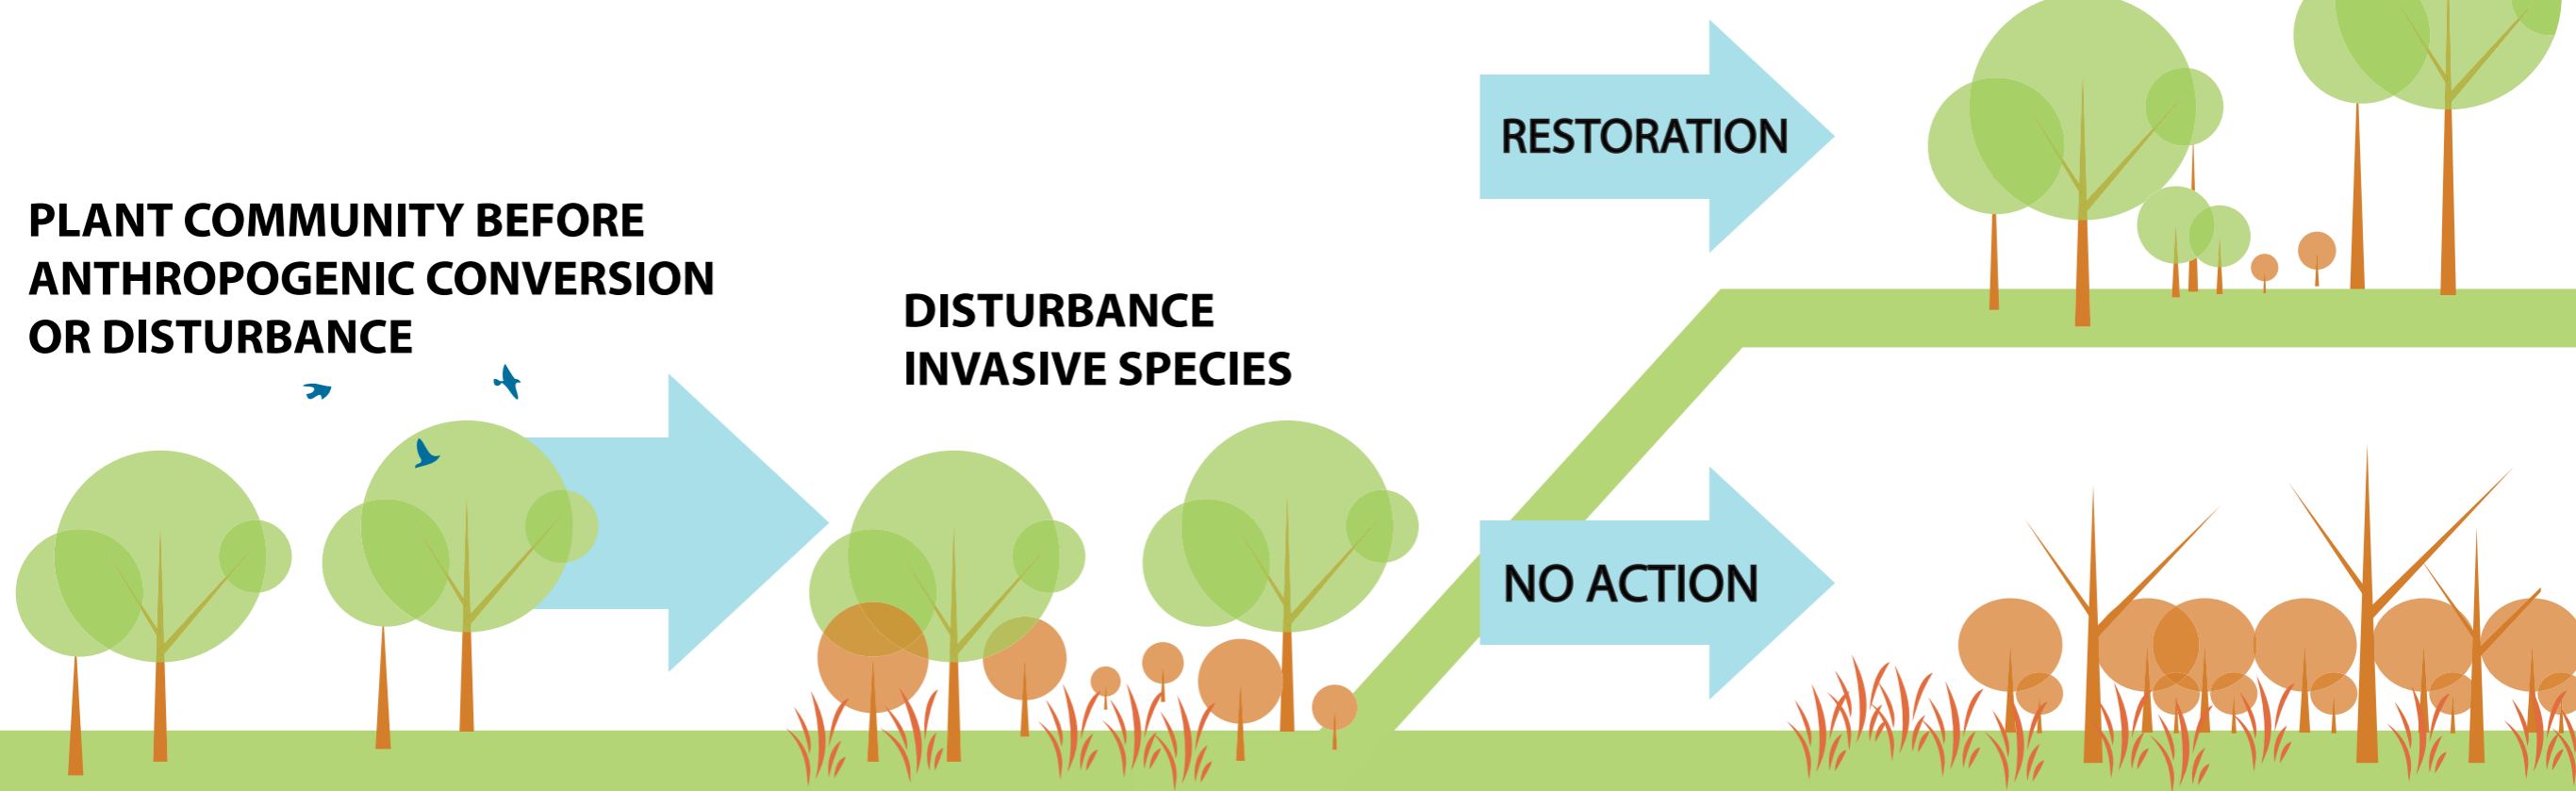 PLANT COMMUNITY BEFORE
ANTHROPOGENIC CONVERSION
OR DISTURBANCE
DISTURBANCE
INVASIVE SPECIES
RESTORATION
NO ACTION